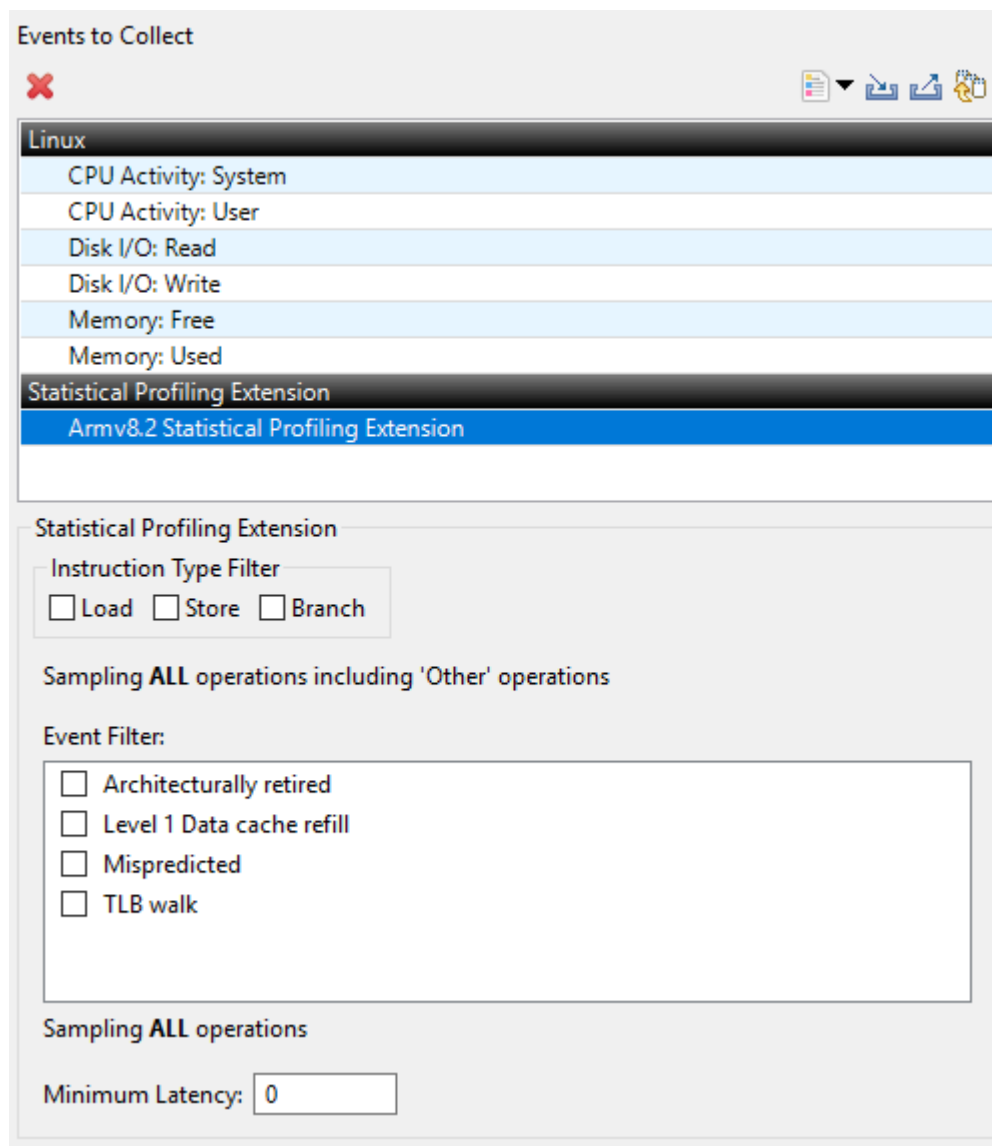 Events to Collect
Linux
CPU Activity: System
CPU Activity: User
Disk I/O: Read
Disk I/O: Write
Memory: Free
Memory: Used
Statistical Profiling Extension
Armv8.2 Statistical Profiling Extension
Statistical Profiling Extension
Instruction Type Filter
Load Store Branch
Sampling ALL operations including 'Other' operations
Event Filter:
Architecturally retired
Level 1 Data cache refill
Mispredicted
TLB walk
Sampling ALL operations
Minimum Latency: 0